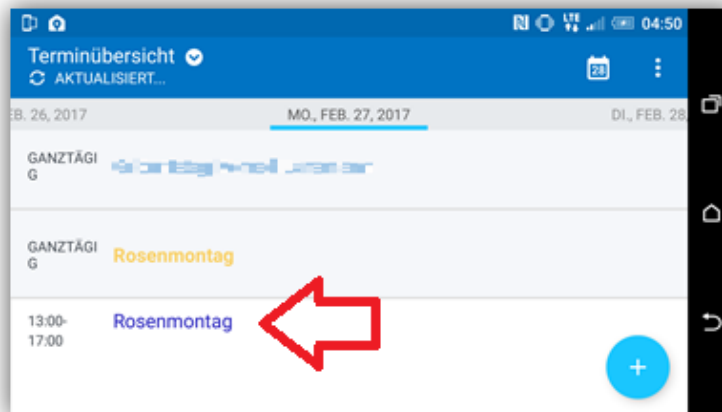 04:50
Terminübersicht
AKTUALISIERT...
28
B. 26, 2017
MO., FEB. 27, 2017
DI., FEB. 28,
GANZTÄGI
G
GANZTÄGI
G
Rosenmontag
13:00-
17:00
Rosenmontag